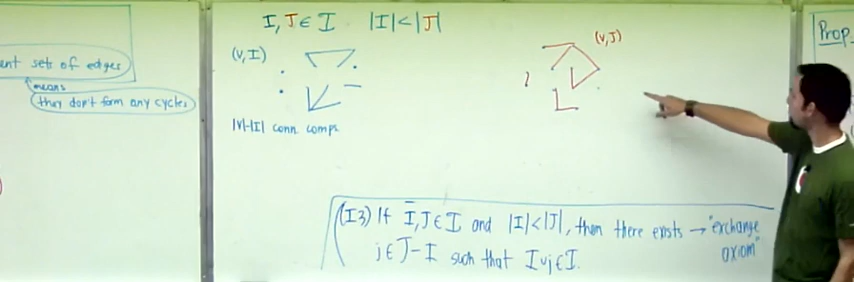 ent sets of edges
means
they don't form any cycles
I, J ∈ I |I| < |J|
(V, I)
(V, J)
|V|-|I| conn. comps
(I3) If I, J ∈ I and |I| < |J|, then there exists → "exchange
j ∈ J - I such that I ∪ j ∈ I. axiom"
Prop.